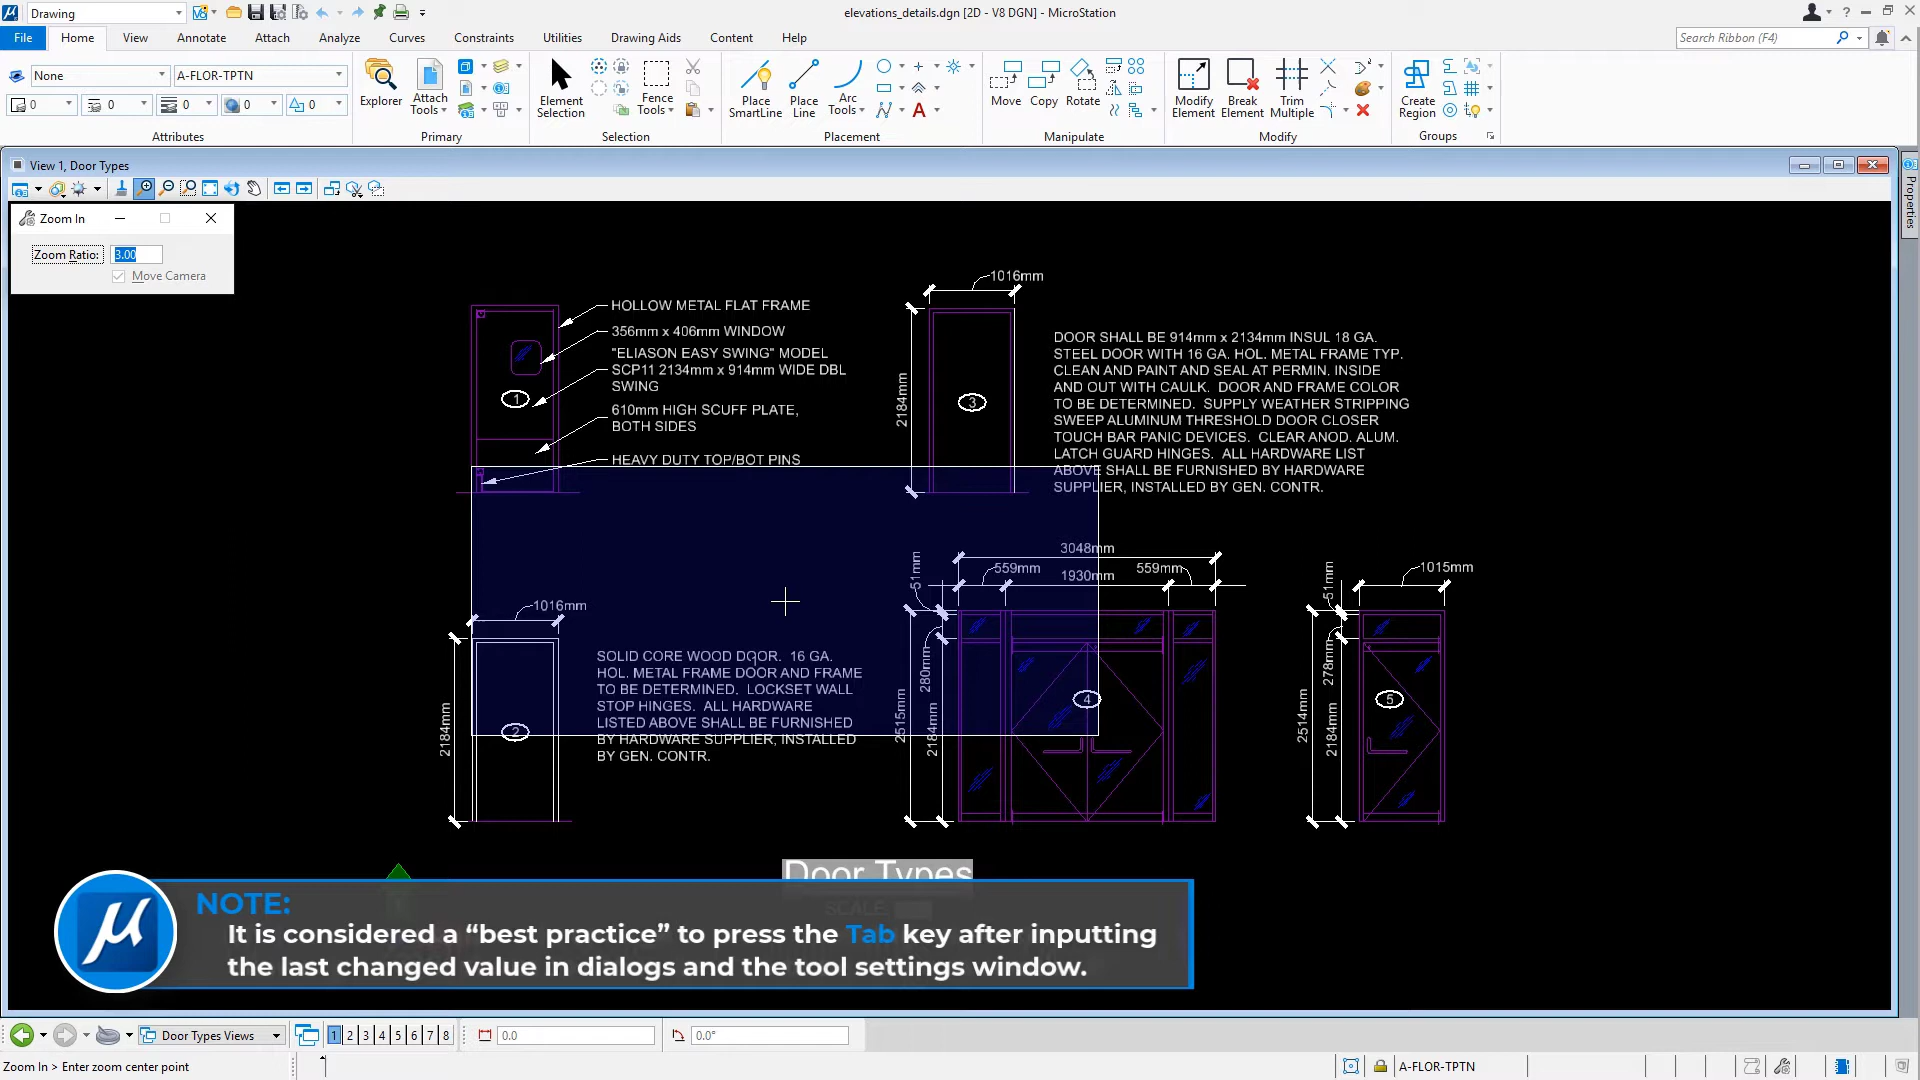 Drawing
elevations_details.dgn [2D - V8 DGN] - MicroStation
File Home View Annotate Attach Analyze Curves Constraints Utilities Drawing Aids Content Help
Search Ribbon (F4)
None
A-FLOR-TPTN
0 0 0 0 0
Attributes
Explorer
Attach Tools
Primary
Element Selection
Fence Tools
Selection
Place SmartLine
Place Line
Arc Tools
Placement
Move Copy Rotate
Manipulate
Modify Element
Break Element
Trim Multiple
Modify
Create Region
Groups
View 1, Door Types
Properties
Zoom In
Zoom Ratio: 3.00
Move Camera
HOLLOW METAL FLAT FRAME
356mm x 406mm WINDOW
"ELIASON EASY SWING" MODEL
SCP11 2134mm x 914mm WIDE DBL
SWING
610mm HIGH SCUFF PLATE,
BOTH SIDES
HEAVY DUTY TOP/BOT PINS
1
1016mm
2184mm
3
DOOR SHALL BE 914mm x 2134mm INSUL 18 GA.
STEEL DOOR WITH 16 GA. HOL. METAL FRAME TYP.
CLEAN AND PAINT AND SEAL AT PERMIN. INSIDE
AND OUT WITH CAULK. DOOR AND FRAME COLOR
TO BE DETERMINED. SUPPLY WEATHER STRIPPING
SWEEP ALUMINUM THRESHOLD DOOR CLOSER
TOUCH BAR PANIC DEVICES. CLEAR ANOD. ALUM.
LATCH GUARD HINGES. ALL HARDWARE LIST
ABOVE SHALL BE FURNISHED BY HARDWARE
SUPPLIER, INSTALLED BY GEN. CONTR.
1016mm
2184mm
2
SOLID CORE WOOD DOOR. 16 GA.
HOL. METAL FRAME DOOR AND FRAME
TO BE DETERMINED. LOCKSET WALL
STOP HINGES. ALL HARDWARE
LISTED ABOVE SHALL BE FURNISHED
BY HARDWARE SUPPLIER, INSTALLED
BY GEN. CONTR.
3048mm
559mm 1930mm 559mm
51mm
280mm
2515mm
2184mm
4
1015mm
51mm
278mm
2514mm
2184mm
5
Door Types
SCALE:
NOTE:
It is considered a “best practice” to press the Tab key after inputting
the last changed value in dialogs and the tool settings window.
Door Types Views
1 2 3 4 5 6 7 8
0.0
0.0°
Zoom In > Enter zoom center point
A-FLOR-TPTN